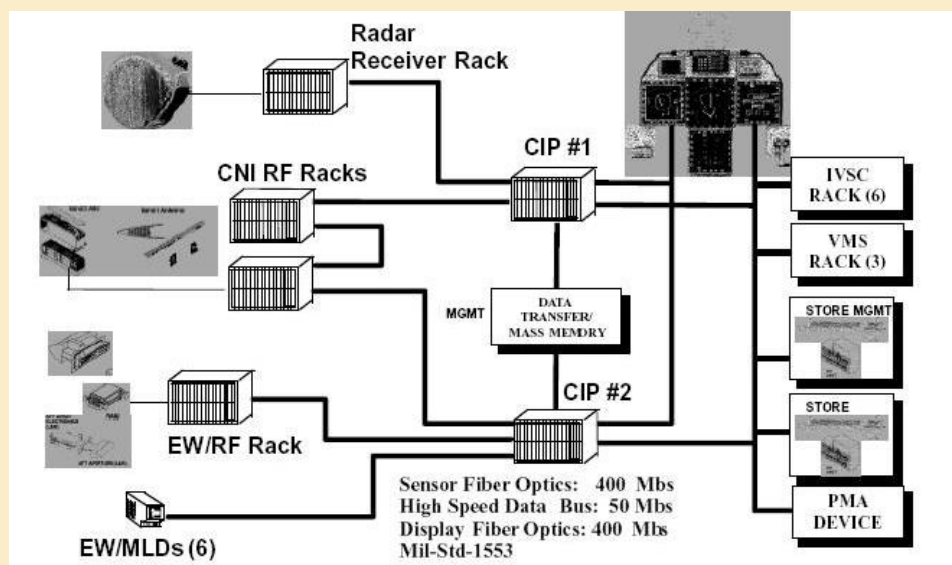 Radar
Receiver Rack
CIP #1
CNI RF Racks
IVSC
RACK (6)
VMS
RACK (3)
MGMT
DATA
TRANSFER/
MASS MEMORY
STORE MGMT
CIP #2
STORE
EW/RF Rack
Sensor Fiber Optics: 400 Mbs
High Speed Data Bus: 50 Mbs
Display Fiber Optics: 400 Mbs
Mil-Std-1553
PMA
DEVICE
EW/MLDs (6)